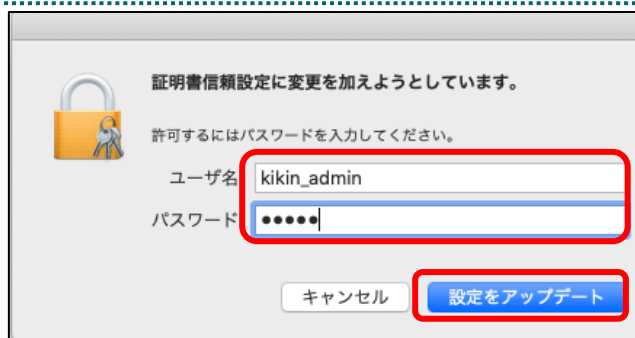 証明書信頼設定に変更を加えようとしています。
許可するにはパスワードを入力してください。
ユーザ名 kikin_admin
パスワード ●●●●●
キャンセル 設定をアップデート